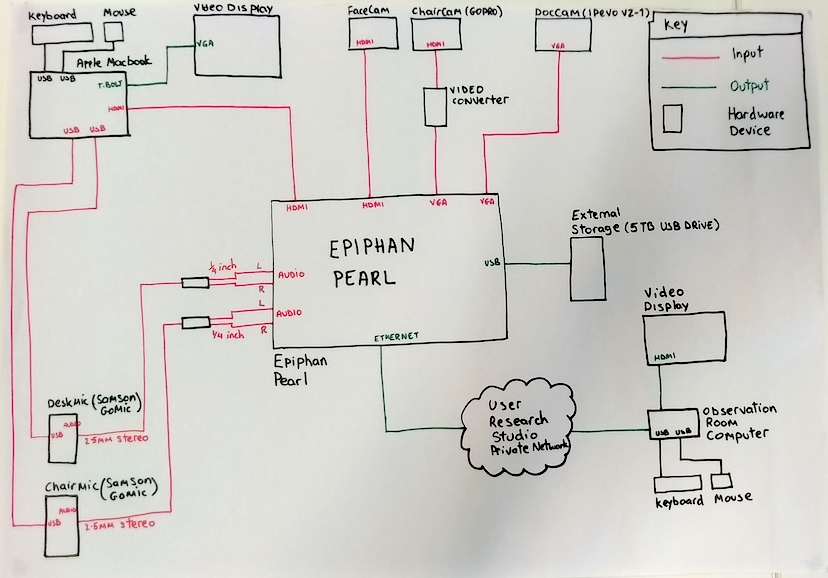 Keyboard
Mouse
Video Display
VGA
Apple Macbook
USB USB
T.BOLT
HDMI
USB USB
FaceCam
HDMI
ChairCam (GOPRO)
HDMI
VIDEO
CONVERTER
DocCam (IPEVO V2-1)
VGA
Key
Input
Output
Hardware
Device
HDMI
HDMI
VGA
VGA
EPIPHAN
PEARL
USB
External
Storage (5TB USB DRIVE)
1/4 inch
L
R
AUDIO
L
R
AUDIO
1/4 inch
ETHERNET
Epiphan
Pearl
Video
Display
HDMI
User
Research
Studio
Private Network
Observation
Room
Computer
USB USB
Keyboard Mouse
DeskMic (SAMSON
GOMIC)
AUDIO
USB
2.5MM stereo
ChairMic (SAMSON
GOMIC)
AUDIO
USB
2.5MM stereo